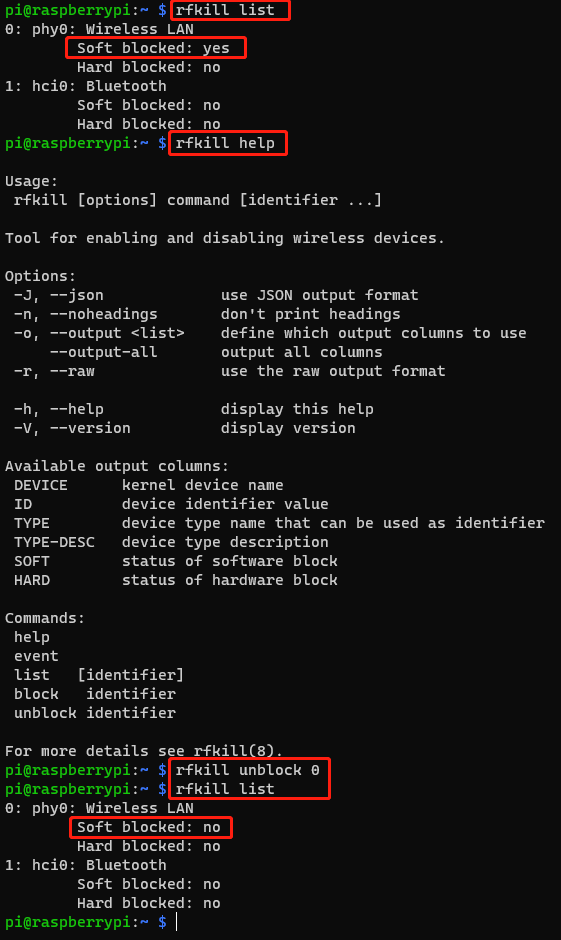 pi@raspberrypi:~ $ rfkill list
0: phy0: Wireless LAN
        Soft blocked: yes
        Hard blocked: no
1: hci0: Bluetooth
        Soft blocked: no
        Hard blocked: no
pi@raspberrypi:~ $ rfkill help

Usage:
 rfkill [options] command [identifier ...]

Tool for enabling and disabling wireless devices.

Options:
 -J, --json             use JSON output format
 -n, --noheadings       don't print headings
 -o, --output <list>    define which output columns to use
     --output-all       output all columns
 -r, --raw              use the raw output format

 -h, --help             display this help
 -V, --version          display version

Available output columns:
 DEVICE      kernel device name
 ID          device identifier value
 TYPE        device type name that can be used as identifier
 TYPE-DESC   device type description
 SOFT        status of software block
 HARD        status of hardware block

Commands:
 help
 event
 list   [identifier]
 block   identifier
 unblock identifier

For more details see rfkill(8).
pi@raspberrypi:~ $ rfkill unblock 0
pi@raspberrypi:~ $ rfkill list
0: phy0: Wireless LAN
        Soft blocked: no
        Hard blocked: no
1: hci0: Bluetooth
        Soft blocked: no
        Hard blocked: no
pi@raspberrypi:~ $